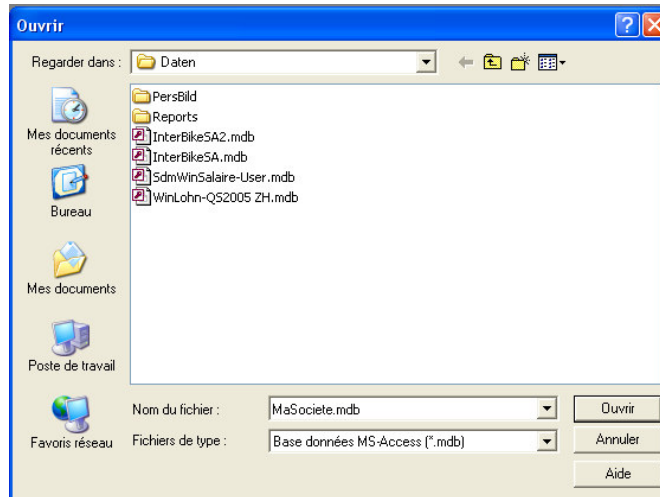 Ouvrir
Regarder dans : Daten
PersBild
Reports
InterBikeSA2.mdb
InterBikeSA.mdb
SdmWinSalaire-User.mdb
WinLohn-QS2005 ZH.mdb
Mes documents
récents
Bureau
Mes documents
Poste de travail
Favoris réseau
Nom du fichier : MaSociete.mdb Ouvrir
Fichiers de type : Base données MS-Access (*.mdb) Annuler
Aide